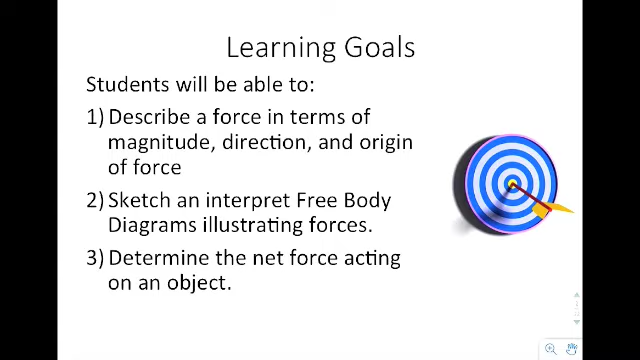 Learning Goals
Students will be able to:
1) Describe a force in terms of
magnitude, direction, and origin
of force
2) Sketch an interpret Free Body
Diagrams illustrating forces.
3) Determine the net force acting
on an object.